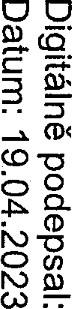 Digitálně podepsal:
Datum: 19.04.2023